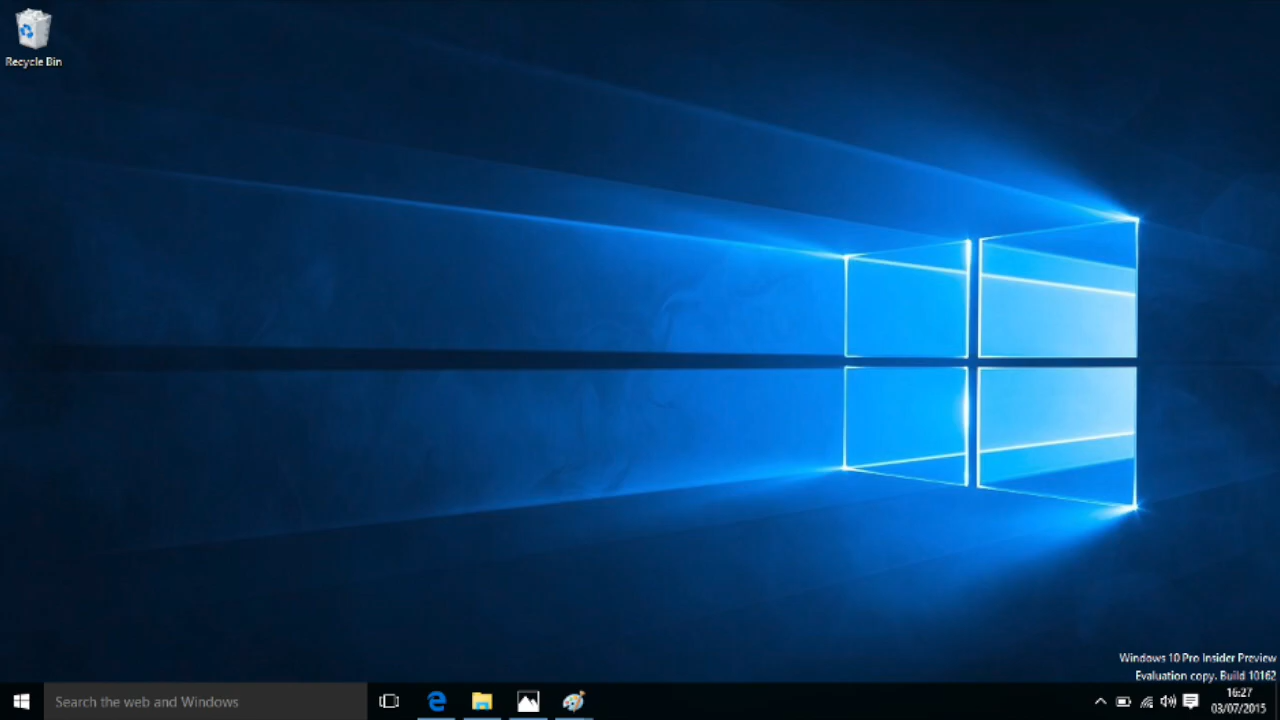 Recycle Bin
Windows 10 Pro Insider Preview
Evaluation copy. Build 10162
Search the web and Windows
16:27
03/07/2015